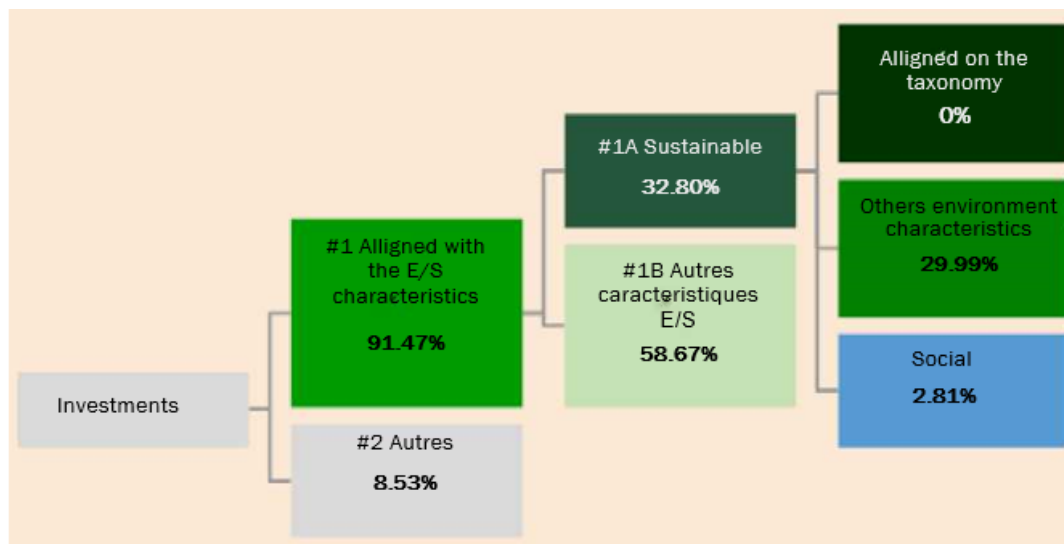 Investments
#1 Alligned with
the E/S
characteristics
91.47%
#2 Autres
8.53%
#1A Sustainable
32.80%
#1B Autres
caracteristiques
E/S
58.67%
Alligned on the
taxonomy
0%
Others environment
characteristics
29.99%
Social
2.81%